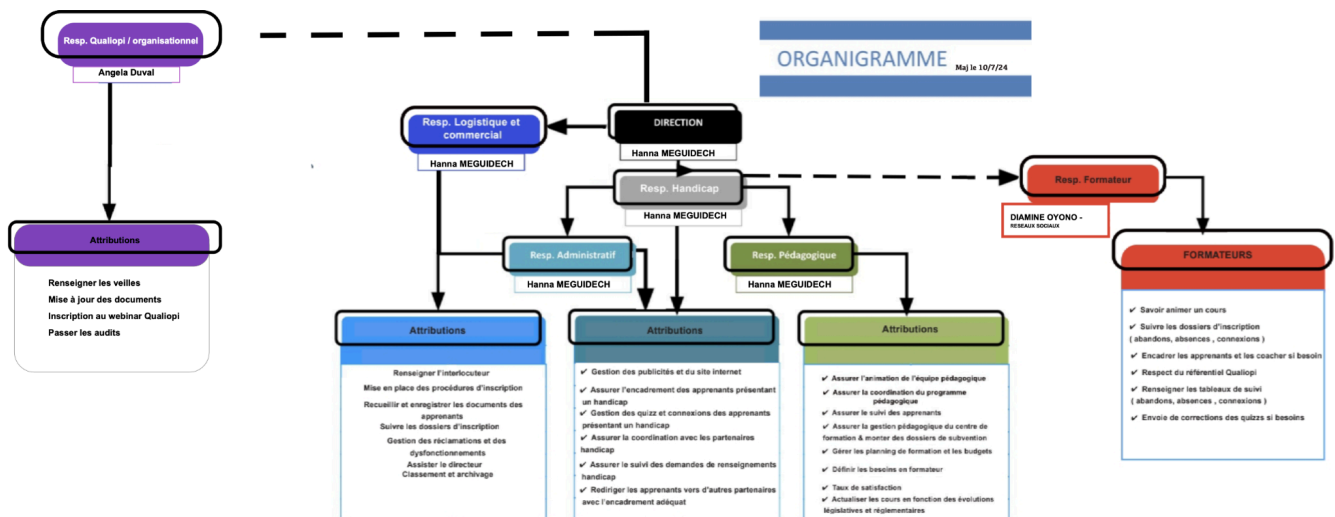 Resp. Qualiopi / organisationnel
Angela Duval
ORGANIGRAMME Maj le 10/7/24
DIRECTION
Hanna MEGUIDECH
Resp. Logistique et
commercial
Hanna MEGUIDECH
Resp. Handicap
Hanna MEGUIDECH
Resp. Formateur
DIAMINE OYONO -
RESEAUX SOCIAUX
Resp. Administratif
Hanna MEGUIDECH
Resp. Pédagogique
Hanna MEGUIDECH
Attributions
Renseigner les veilles
Mise à jour des documents
Inscription au webinar Qualiopi
Passer les audits
Attributions
Renseigner l'interlocuteur
Mise en place des procédures d'inscription
Recueillir et enregistrer les documents des
apprenants
Suivre les dossiers d'inscription
Gestion des réclamations et des
dysfonctionnements
Assister le directeur
Classement et archivage
Attributions
✔ Gestion des publicités et du site internet
✔ Assurer l'encadrement des apprenants présentant
un handicap
✔ Gestion des quizz et connexions des apprenants
présentant un handicap
✔ Assurer la coordination avec les partenaires
handicap
✔ Assurer le suivi des demandes de renseignements
handicap
✔ Rediriger les apprenants vers d'autres partenaires
avec l'encadrement adéquat
Attributions
✔ Assurer l'animation de l'équipe pédagogique
✔ Assurer la coordination du programme
pédagogique
✔ Assurer le suivi des apprenants
✔ Assurer la gestion pédagogique du centre de
formation & monter des dossiers de subvention
✔ Gérer les planning de formation et les budgets
✔ Définir les besoins en formateur
✔ Taux de satisfaction
✔ Actualiser les cours en fonction des évolutions
législatives et réglementaires
FORMATEURS
✔ Savoir animer un cours
✔ Suivre les dossiers d'inscription
( abandons, absences , connexions )
✔ Encadrer les apprenants et les coacher si besoin
✔ Respect du référentiel Qualiopi
✔ Renseigner les tableaux de suivi
( abandons, absences , connexions )
✔ Envoie de corrections des quizzs si besoins